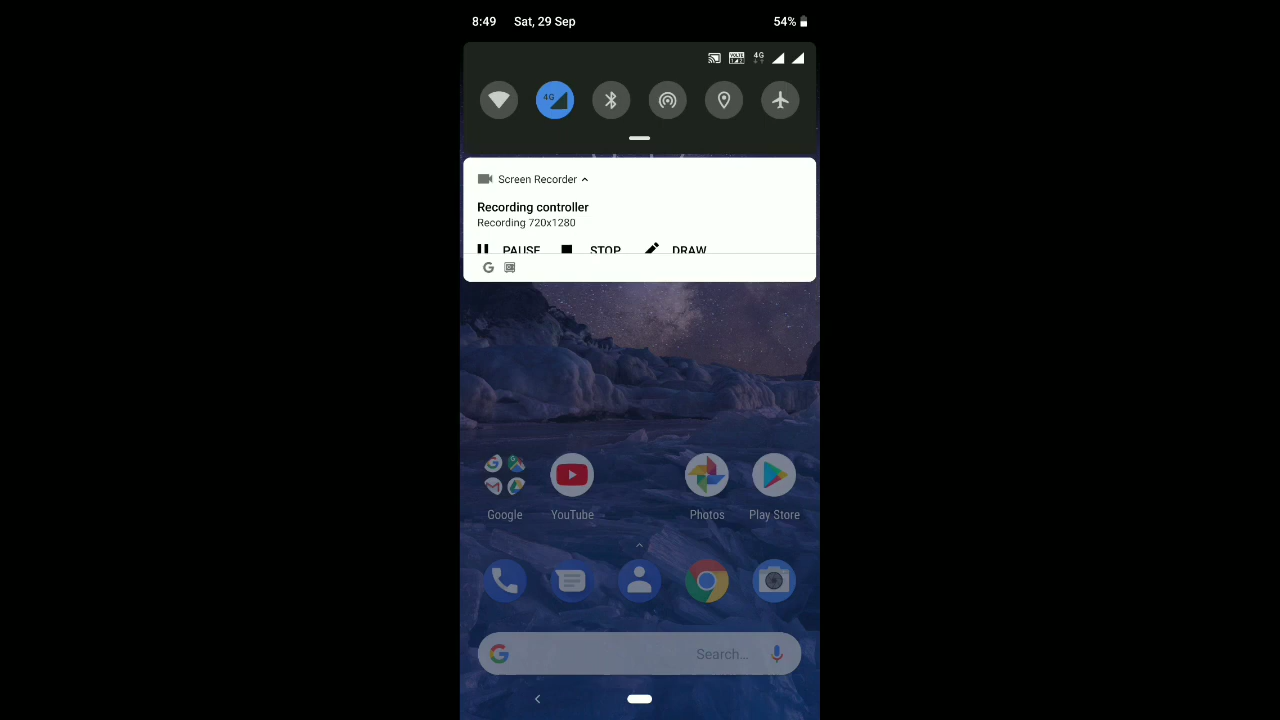 8:49 Sat, 29 Sep 54%
4G
4G
Screen Recorder
Recording controller
Recording 720x1280
PAUSE STOP DRAW
G
Google YouTube Photos Play Store
Search...